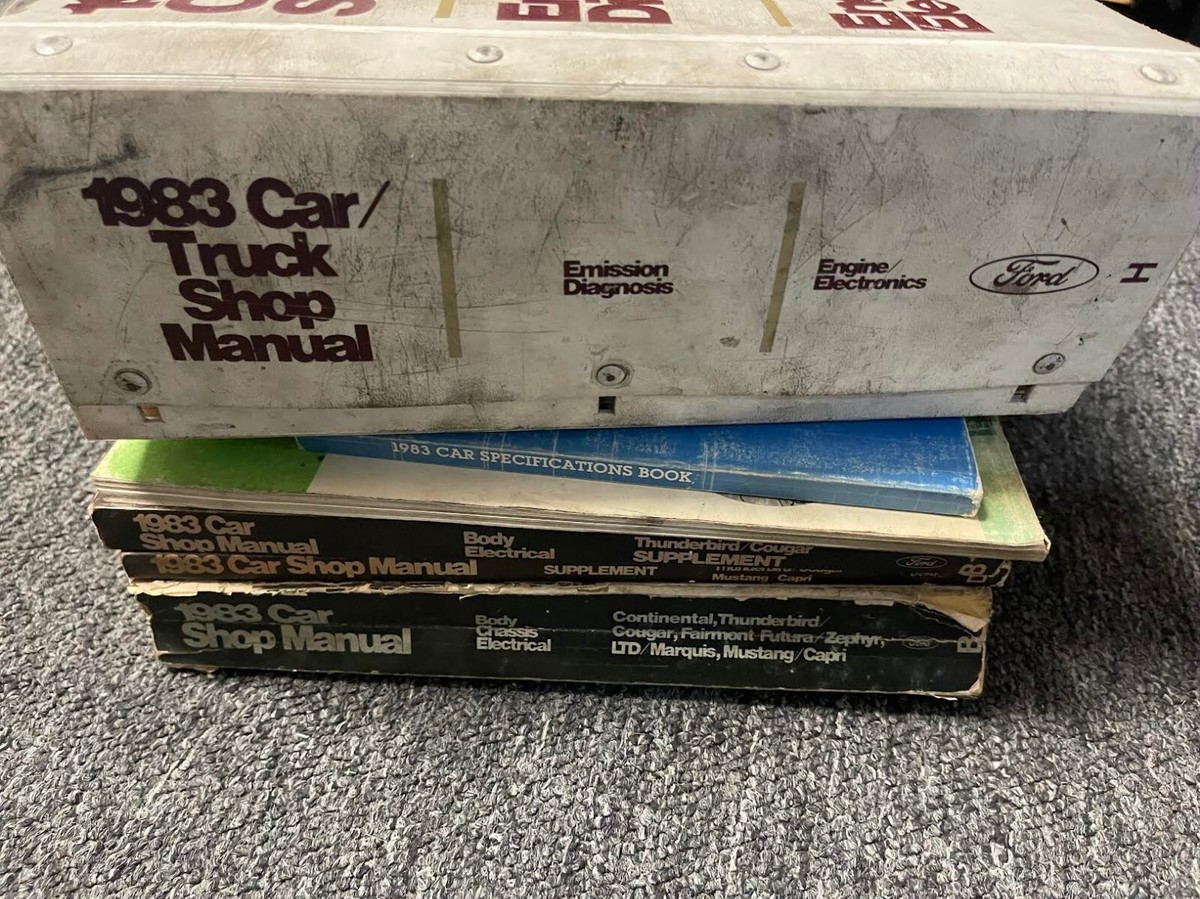 1983 Car/
Truck
Shop
Manual
Emission
Diagnosis
Engine/
Electronics
Ford
H
1983 CAR SPECIFICATIONS BOOK
1983 Car
Shop Manual
Body
Electrical
Thunderbird/Cougar
SUPPLEMENT
Ford
B
1983 Car Shop Manual
SUPPLEMENT
Mustang/Capri
B
1983 Car
Shop Manual
Body
Chassis
Electrical
Continental, Thunderbird/
Cougar, Fairmont Futura/Zephyr,
LTD/Marquis, Mustang/Capri
Ford
B